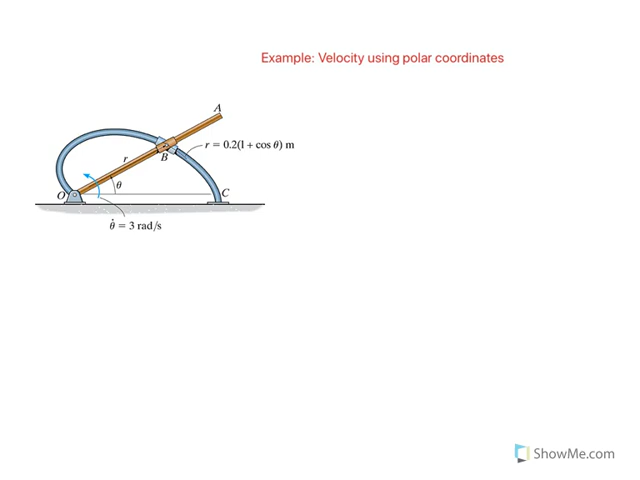 Example: Velocity using polar coordinates
A
r = 0.2(1 + cos θ) m
r
B
θ
O
C
θ̇ = 3 rad/s
ShowMe.com